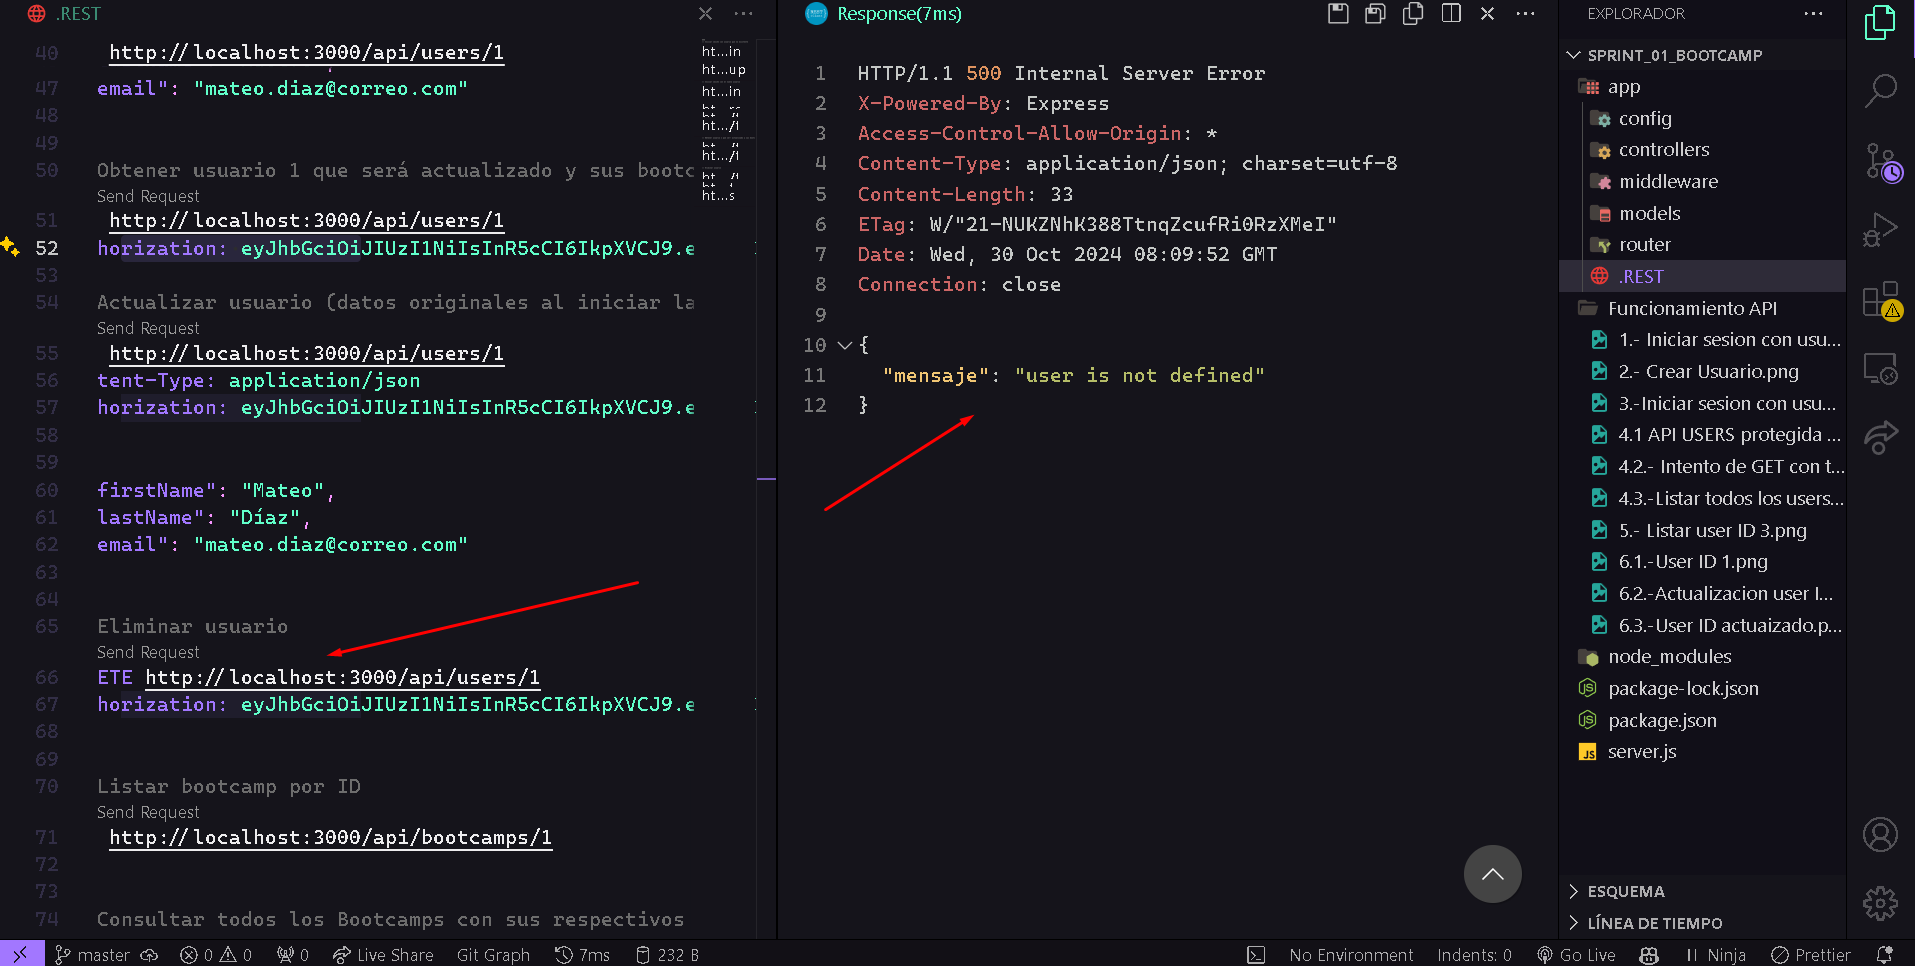 .REST
40 http://localhost:3000/api/users/1
47 email": "mateo.diaz@correo.com"
48
49
50 Obtener usuario 1 que será actualizado y sus bootc
Send Request
51 http://localhost:3000/api/users/1
52 horization: eyJhbGciOiJIUzI1NiIsInR5cCI6IkpXVCJ9.e
53
54 Actualizar usuario (datos originales al iniciar la
Send Request
55 http://localhost:3000/api/users/1
56 tent-Type: application/json
57 horization: eyJhbGciOiJIUzI1NiIsInR5cCI6IkpXVCJ9.e
58
59
60 firstName": "Mateo",
61 lastName": "Díaz",
62 email": "mateo.diaz@correo.com"
63
64
65 Eliminar usuario
Send Request
66 ETE http://localhost:3000/api/users/1
67 horization: eyJhbGciOiJIUzI1NiIsInR5cCI6IkpXVCJ9.e
68
69
70 Listar bootcamp por ID
Send Request
71 http://localhost:3000/api/bootcamps/1
72
73
74 Consultar todos los Bootcamps con sus respectivos
ht...in
ht...up
ht...in
ht.../
ht.../
ht...s
Response(7ms)
1 HTTP/1.1 500 Internal Server Error
2 X-Powered-By: Express
3 Access-Control-Allow-Origin: *
4 Content-Type: application/json; charset=utf-8
5 Content-Length: 33
6 ETag: W/"21-NUKZNhK388TtnqZcufRi0RzXMeI"
7 Date: Wed, 30 Oct 2024 08:09:52 GMT
8 Connection: close
9
10 {
11 "mensaje": "user is not defined"
12 }
EXPLORADOR
SPRINT_01_BOOTCAMP
app
config
controllers
middleware
models
router
.REST
Funcionamiento API
1.- Iniciar sesion con usu...
2.- Crear Usuario.png
3.-Iniciar sesion con usu...
4.1 API USERS protegida ...
4.2.- Intento de GET con t...
4.3.-Listar todos los users...
5.- Listar user ID 3.png
6.1.-User ID 1.png
6.2.-Actualizacion user I...
6.3.-User ID actuaizado.p...
node_modules
package-lock.json
package.json
JS server.js
ESQUEMA
LÍNEA DE TIEMPO
master 0 0 0 Live Share Git Graph 7ms 232 B No Environment Indents: 0 Go Live Ninja Prettier